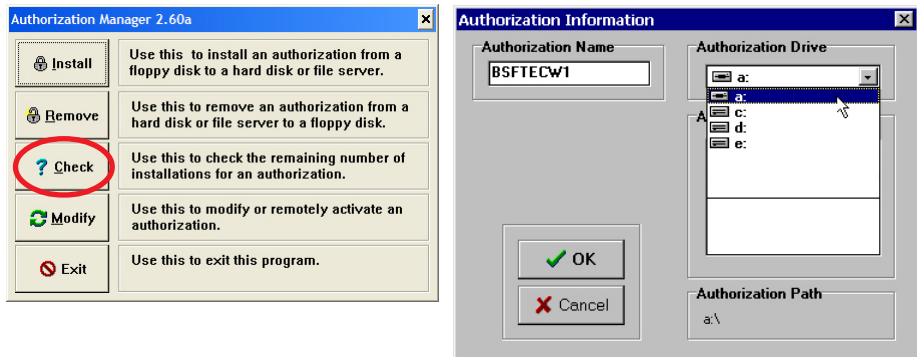 Authorization Manager 2.60a
Install
Use this to install an authorization from a
floppy disk to a hard disk or file server.
Remove
Use this to remove an authorization from a
hard disk or file server to a floppy disk.
Check
Use this to check the remaining number of
installations for an authorization.
Modify
Use this to modify or remotely activate an
authorization.
Exit
Use this to exit this program.
Authorization Information
Authorization Name
BSFTECW1
Authorization Drive
a:
a:
c:
d:
e:
A
OK
Cancel
Authorization Path
a:\